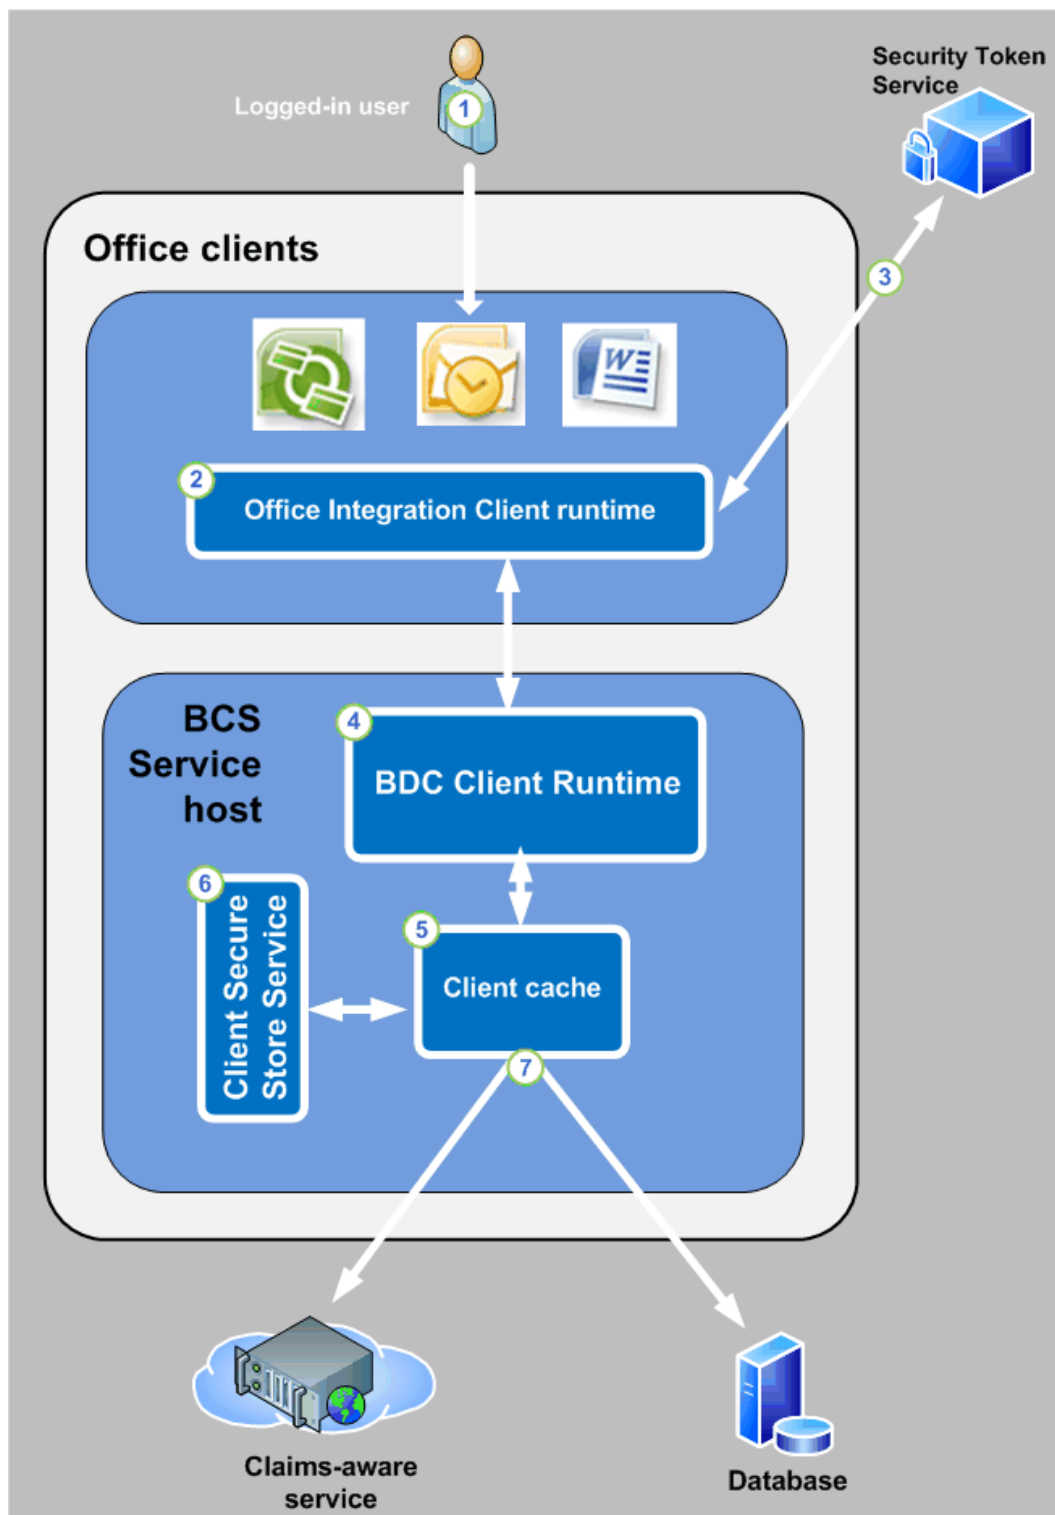 Security Token
Service
Logged-in user
1
Office clients
3
W
2
Office Integration Client runtime
BCS
Service
host
4
BDC Client Runtime
6
Client Secure
Store Service
5
Client cache
7
Claims-aware
service
Database